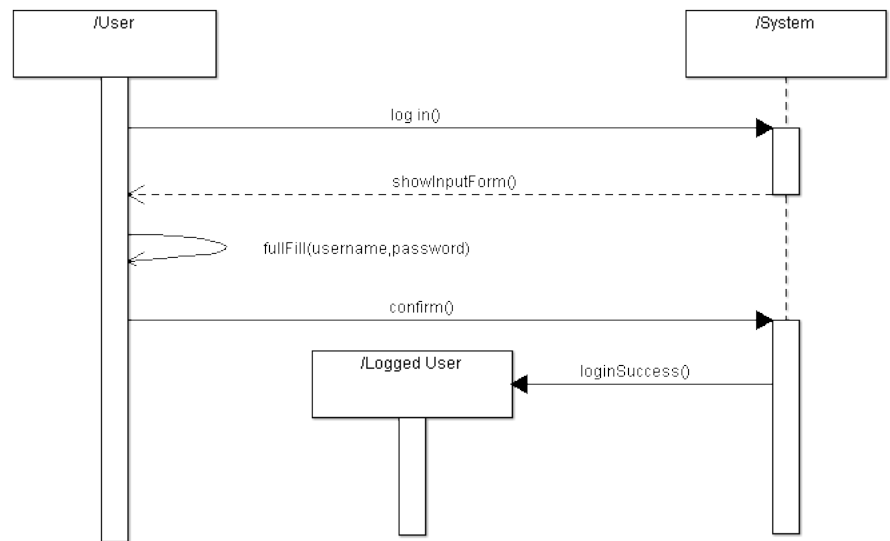 /User
/System
log in()
showInputForm()
fullFill(username,password)
confirm()
/Logged User
loginSuccess()